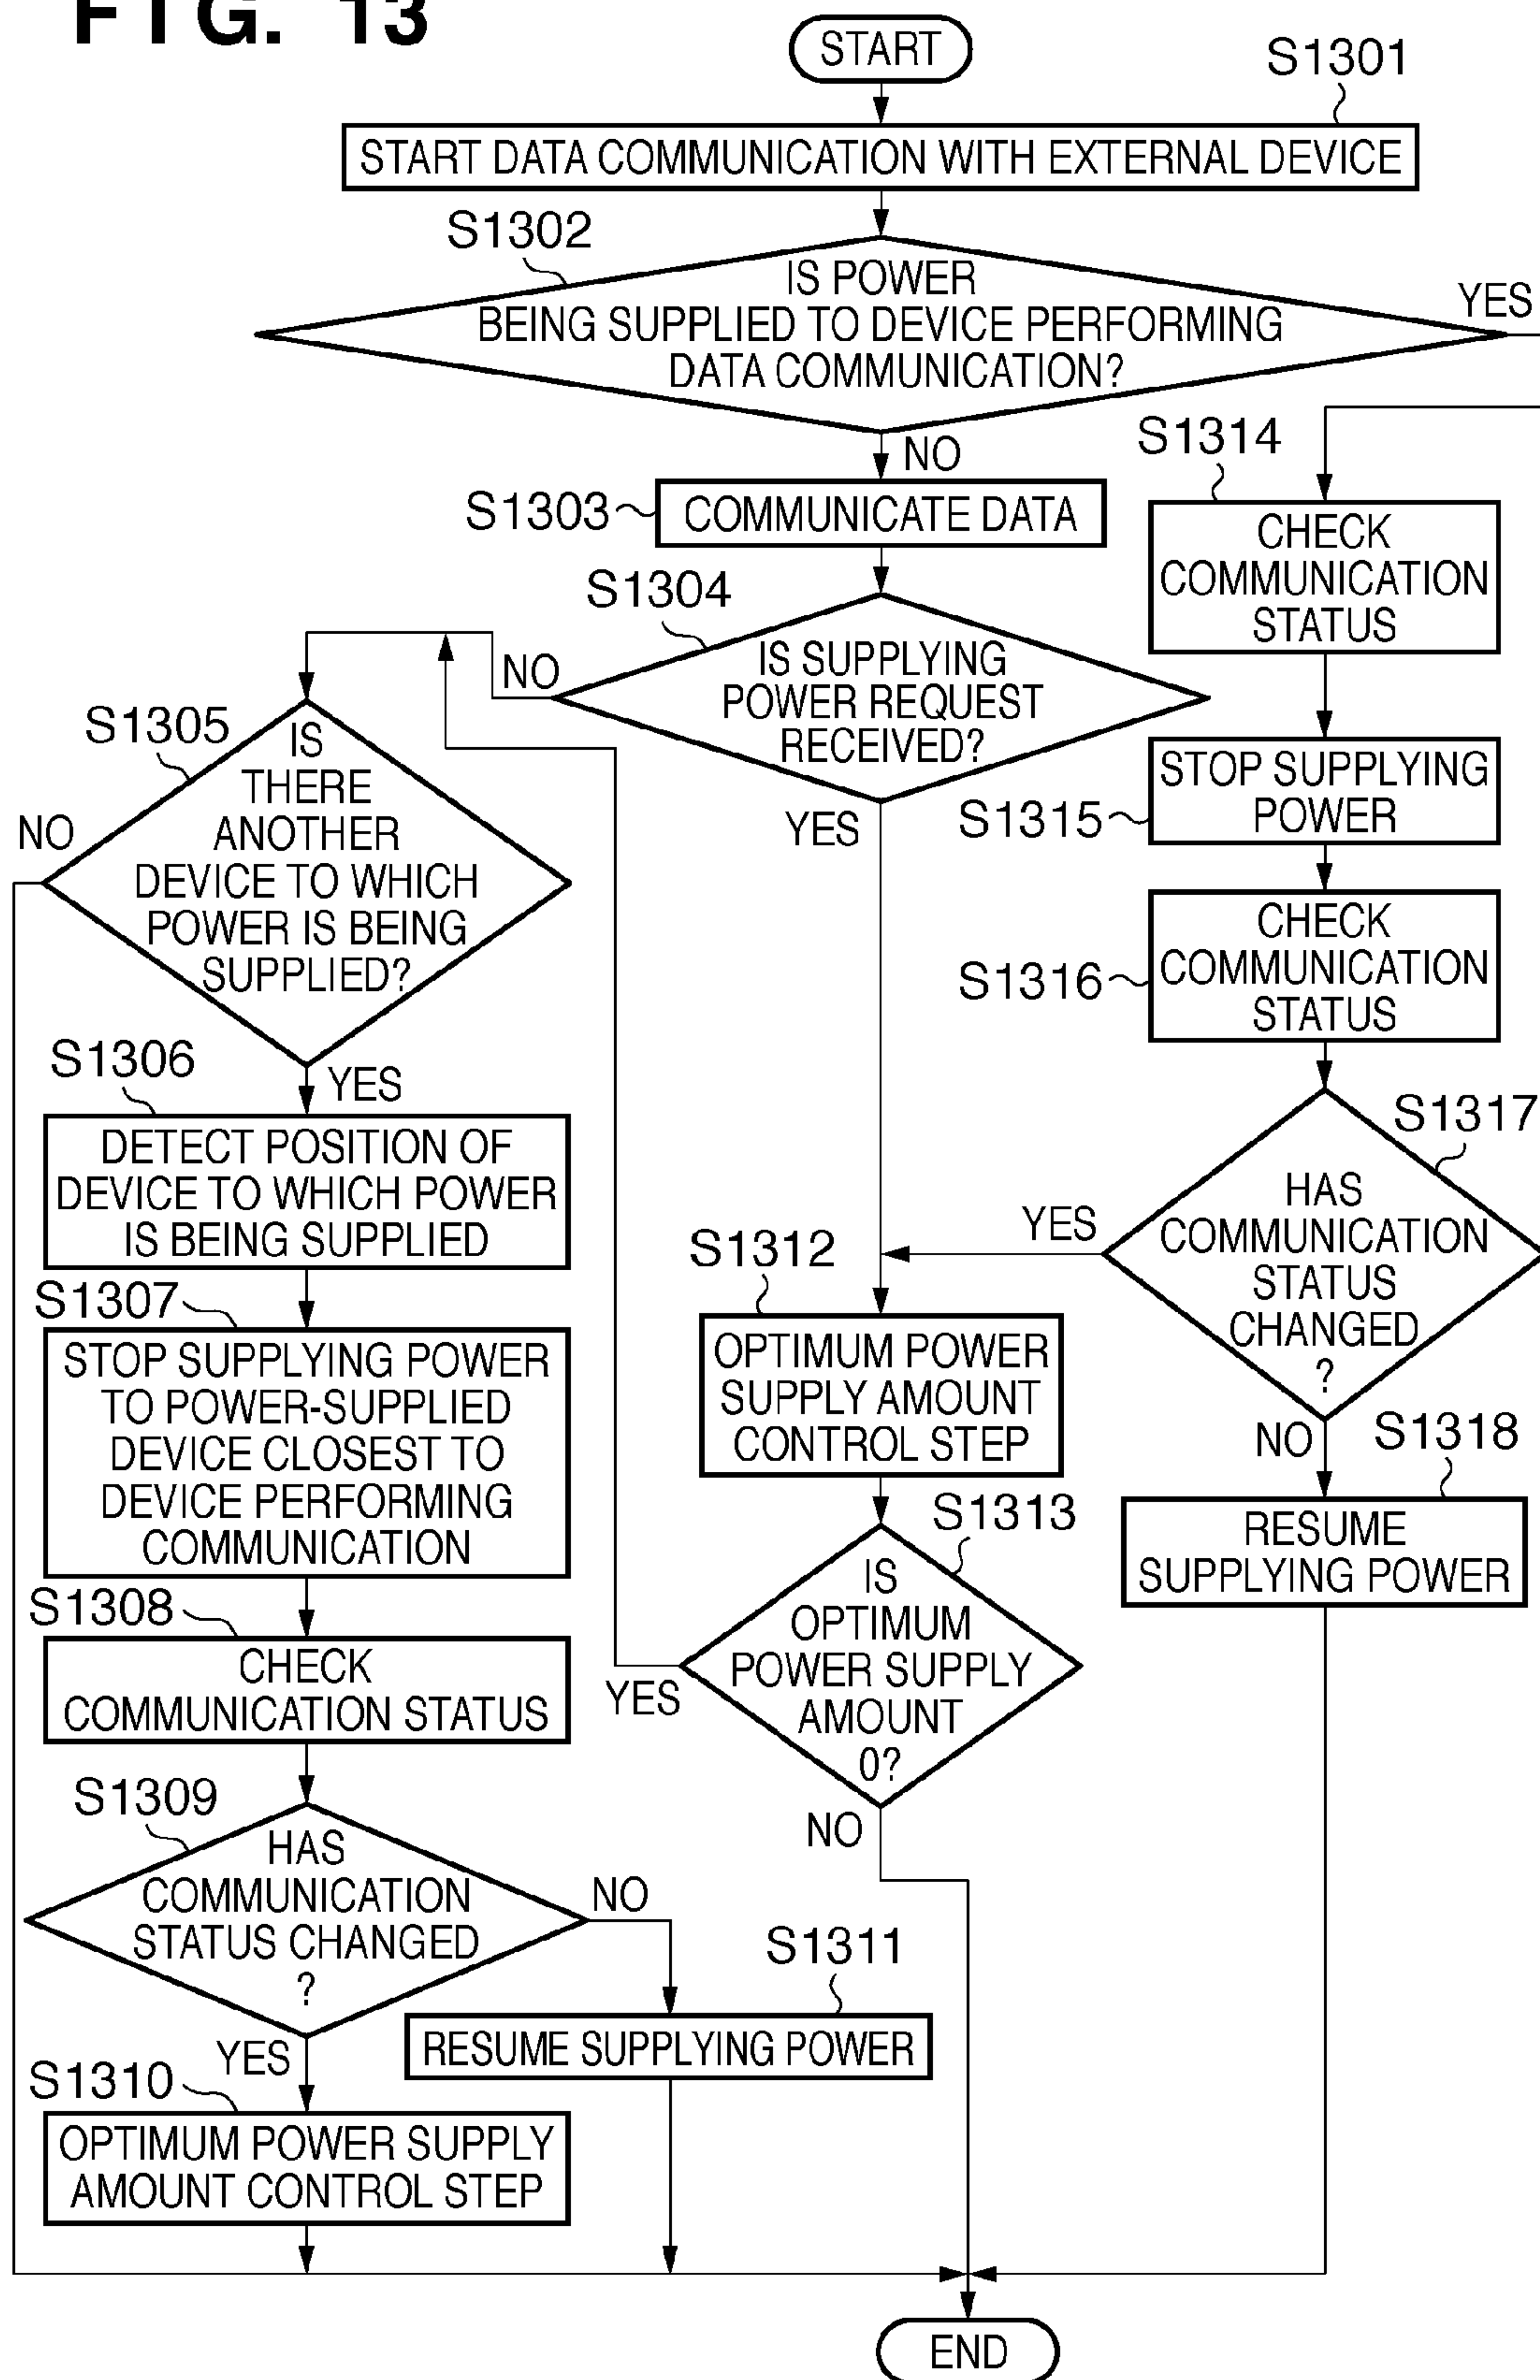 FIG. 13
START
S1301
START DATA COMMUNICATION WITH EXTERNAL DEVICE
S1302
IS POWER
BEING SUPPLIED TO DEVICE PERFORMING
DATA COMMUNICATION?
YES
NO
S1303
COMMUNICATE DATA
S1304
IS SUPPLYING
POWER REQUEST
RECEIVED?
NO
YES
S1305
IS
THERE
ANOTHER
DEVICE TO WHICH
POWER IS BEING
SUPPLIED?
NO
YES
S1306
DETECT POSITION OF
DEVICE TO WHICH POWER
IS BEING SUPPLIED
S1307
STOP SUPPLYING POWER
TO POWER-SUPPLIED
DEVICE CLOSEST TO
DEVICE PERFORMING
COMMUNICATION
S1308
CHECK
COMMUNICATION STATUS
S1309
HAS
COMMUNICATION
STATUS CHANGED
?
NO
YES
S1310
OPTIMUM POWER SUPPLY
AMOUNT CONTROL STEP
S1311
RESUME SUPPLYING POWER
S1312
OPTIMUM POWER
SUPPLY AMOUNT
CONTROL STEP
S1313
IS
OPTIMUM
POWER SUPPLY
AMOUNT
0?
YES
NO
S1314
CHECK
COMMUNICATION
STATUS
S1315
STOP SUPPLYING
POWER
S1316
CHECK
COMMUNICATION
STATUS
S1317
HAS
COMMUNICATION
STATUS
CHANGED
?
YES
NO
S1318
RESUME
SUPPLYING POWER
END